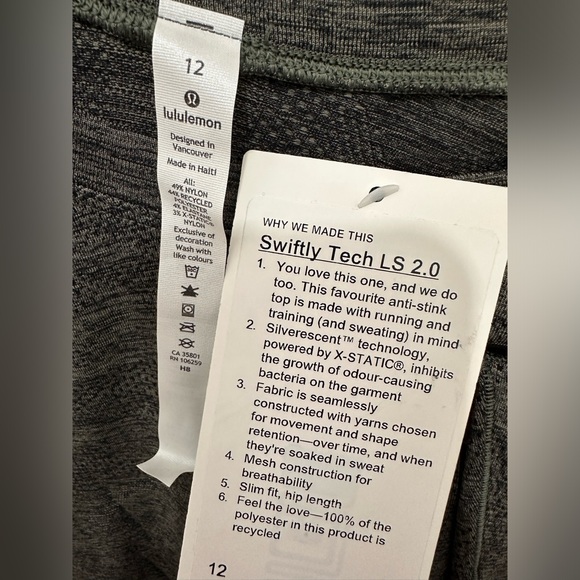 12
lululemon
Designed in
Vancouver
Made in Haiti
All:
49% NYLON
44% RECYCLED
POLYESTER
4% ELASTANE
3% X-STATIC®
NYLON
Exclusive of
decoration
Wash with
like colours
CA 35801
RN 106259
HB
WHY WE MADE THIS
Swiftly Tech LS 2.0
1. You love this one, and we do
too. This favourite anti-stink
top is made with running and
training (and sweating) in mind
2. Silverescent™ technology,
powered by X-STATIC®, inhibits
the growth of odour-causing
bacteria on the garment
3. Fabric is seamlessly
constructed with yarns chosen
for movement and shape
retention—over time, and when
they're soaked in sweat
4. Mesh construction for
breathability
5. Slim fit, hip length
6. Feel the love—100% of the
polyester in this product is
recycled
12